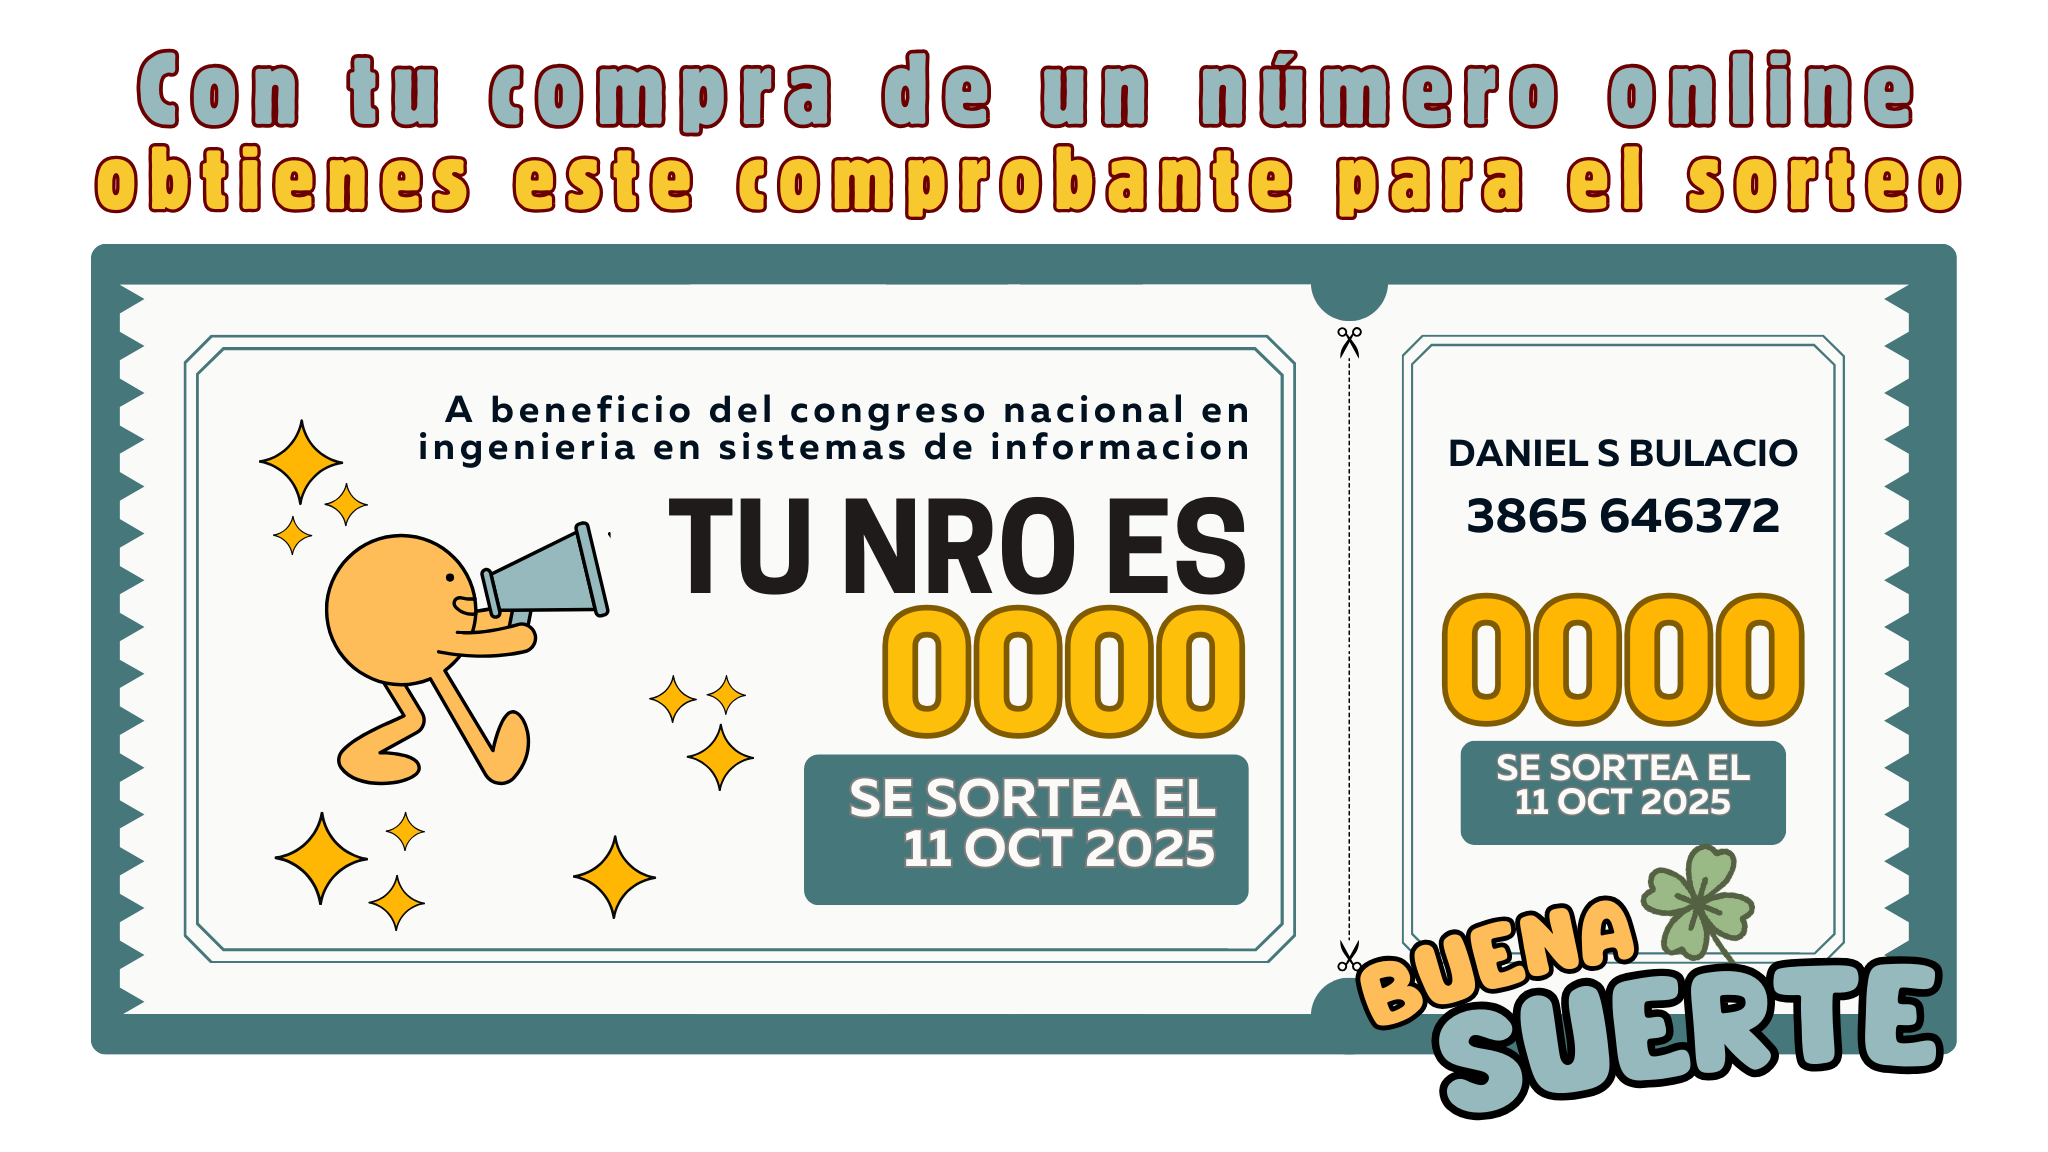 Con tu compra de un número online
obtienes este comprobante para el sorteo
A beneficio del congreso nacional en
ingenieria en sistemas de informacion
TU NRO ES
0000
SE SORTEA EL
11 OCT 2025
DANIEL S BULACIO
3865 646372
0000
SE SORTEA EL
11 OCT 2025
BUENA
SUERTE